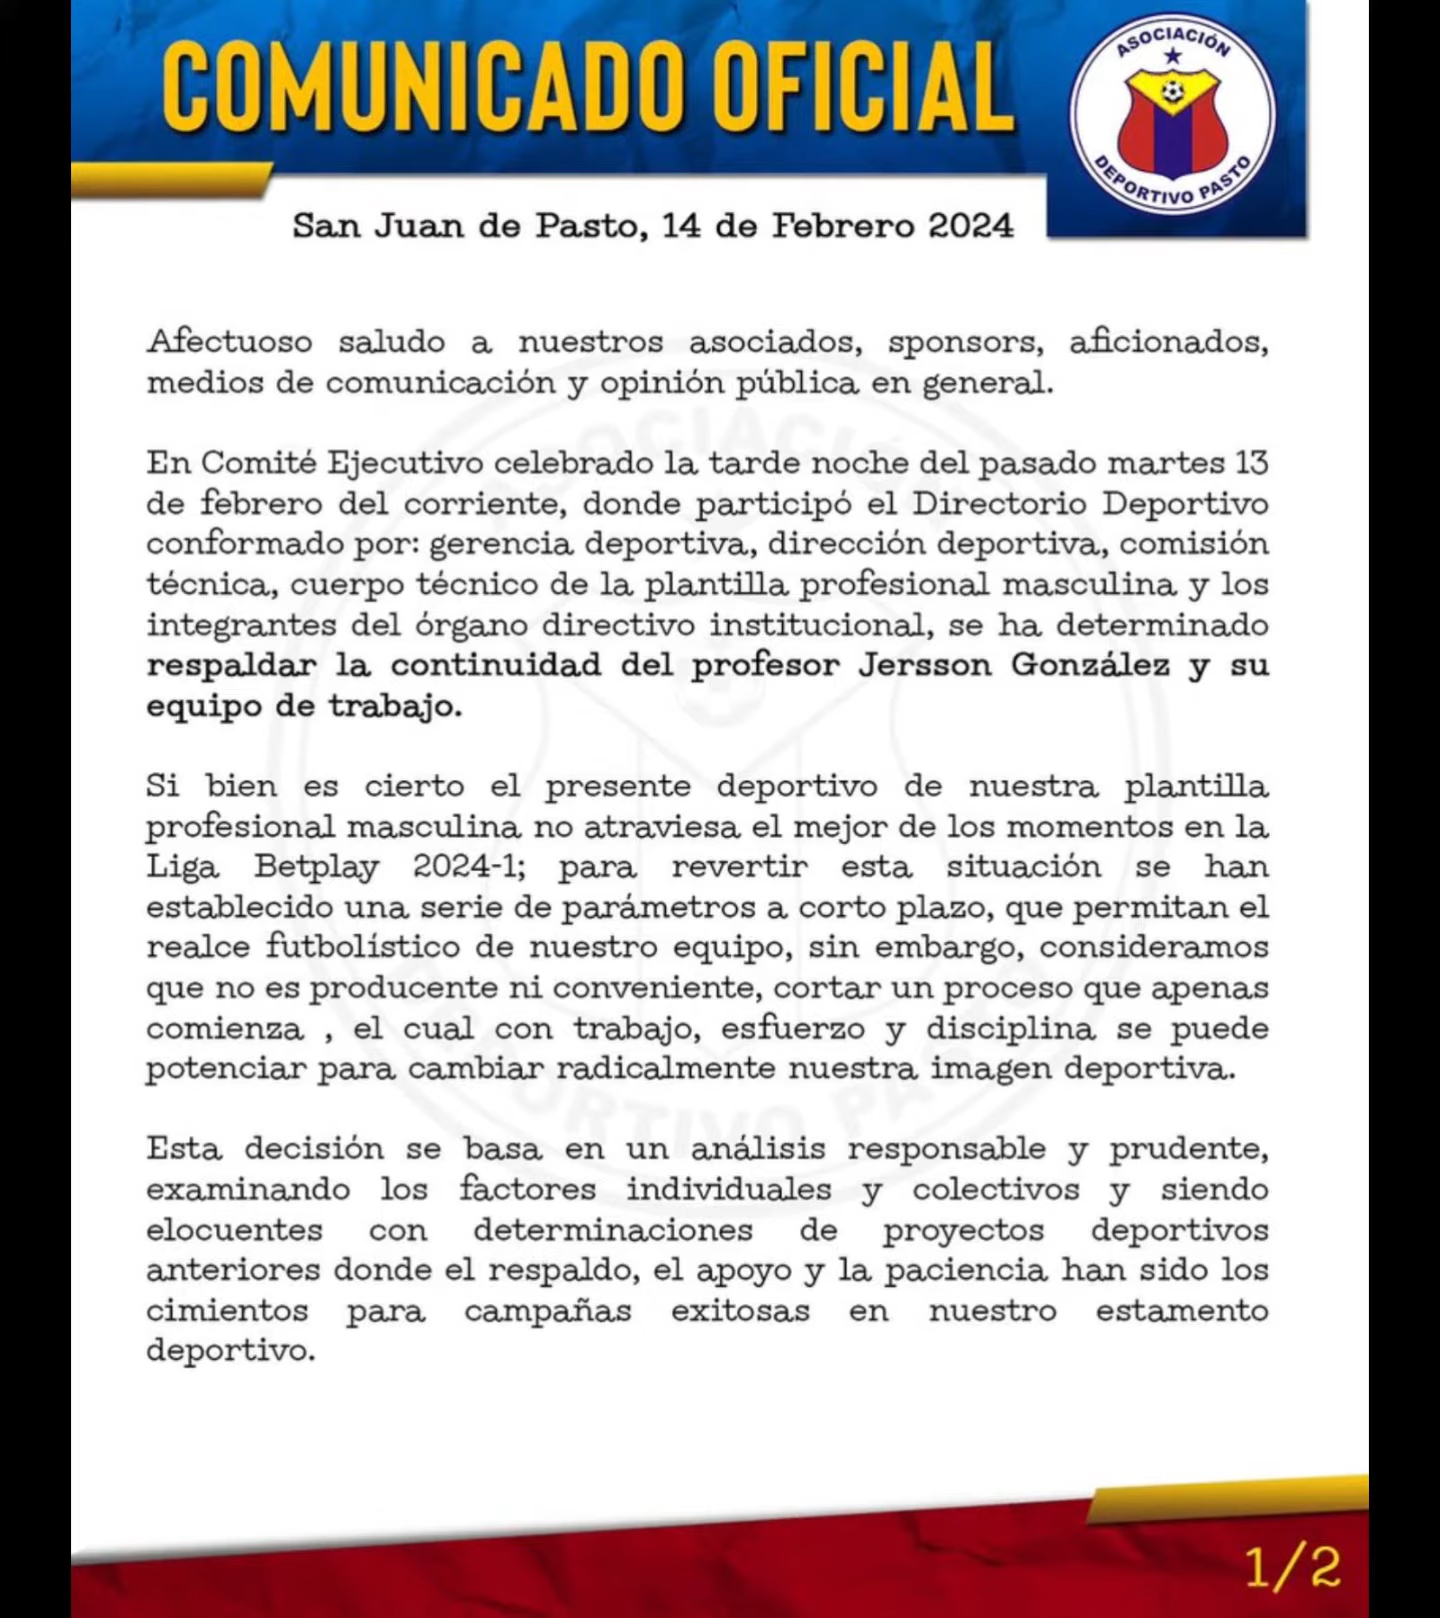 COMUNICADO OFICIAL
ASOCIACIÓN
DEPORTIVO PASTO
San Juan de Pasto, 14 de Febrero 2024
Afectuoso saludo a nuestros asociados, sponsors, aficionados,
medios de comunicación y opinión pública en general.
En Comité Ejecutivo celebrado la tarde noche del pasado martes 13
de febrero del corriente, donde participó el Directorio Deportivo
conformado por: gerencia deportiva, dirección deportiva, comisión
técnica, cuerpo técnico de la plantilla profesional masculina y los
integrantes del órgano directivo institucional, se ha determinado
respaldar la continuidad del profesor Jersson González y su
equipo de trabajo.
Si bien es cierto el presente deportivo de nuestra plantilla
profesional masculina no atraviesa el mejor de los momentos en la
Liga Betplay 2024-1; para revertir esta situación se han
establecido una serie de parámetros a corto plazo, que permitan el
realce futbolístico de nuestro equipo, sin embargo, consideramos
que no es producente ni conveniente, cortar un proceso que apenas
comienza , el cual con trabajo, esfuerzo y disciplina se puede
potenciar para cambiar radicalmente nuestra imagen deportiva.
Esta decisión se basa en un análisis responsable y prudente,
examinando los factores individuales y colectivos y siendo
elocuentes con determinaciones de proyectos deportivos
anteriores donde el respaldo, el apoyo y la paciencia han sido los
cimientos para campañas exitosas en nuestro estamento
deportivo.
ASOCIACIÓN
DEPORTIVO PASTO
1/2